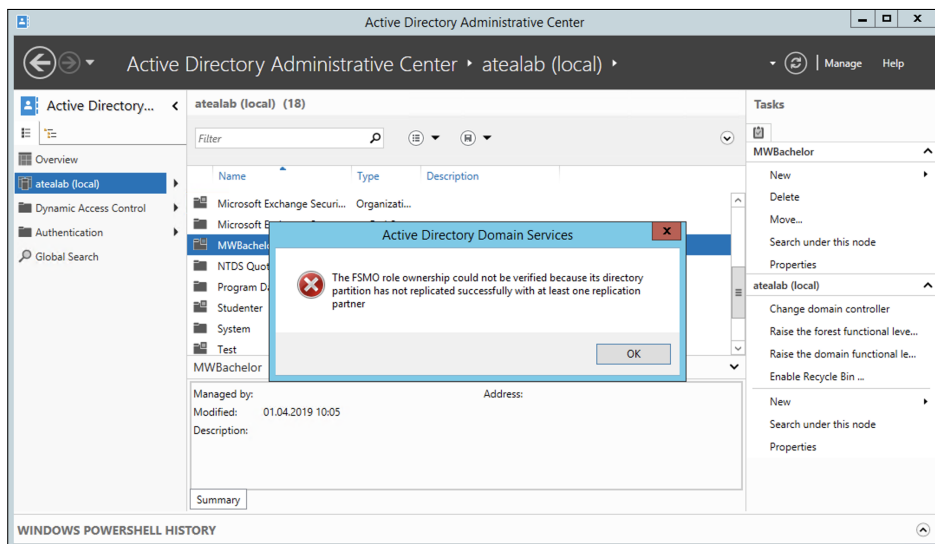 Active Directory Administrative Center
Active Directory Administrative Center • atealab (local) •
Manage Help
Active Directory...
Overview
atealab (local)
Dynamic Access Control
Authentication
Global Search
atealab (local) (18)
Filter
Name Type Description
Microsoft Exchange Securi... Organizati...
Microsoft
MWBachelo
NTDS Quot
Program Da
Studenter
System
Test
Active Directory Domain Services
The FSMO role ownership could not be verified because its directory
partition has not replicated successfully with at least one replication
partner
OK
MWBachelor
Managed by: Address:
Modified: 01.04.2019 10:05
Description:
Summary
Tasks
MWBachelor
New
Delete
Move...
Search under this node
Properties
atealab (local)
Change domain controller
Raise the forest functional leve...
Raise the domain functional le...
Enable Recycle Bin ...
New
Search under this node
Properties
WINDOWS POWERSHELL HISTORY